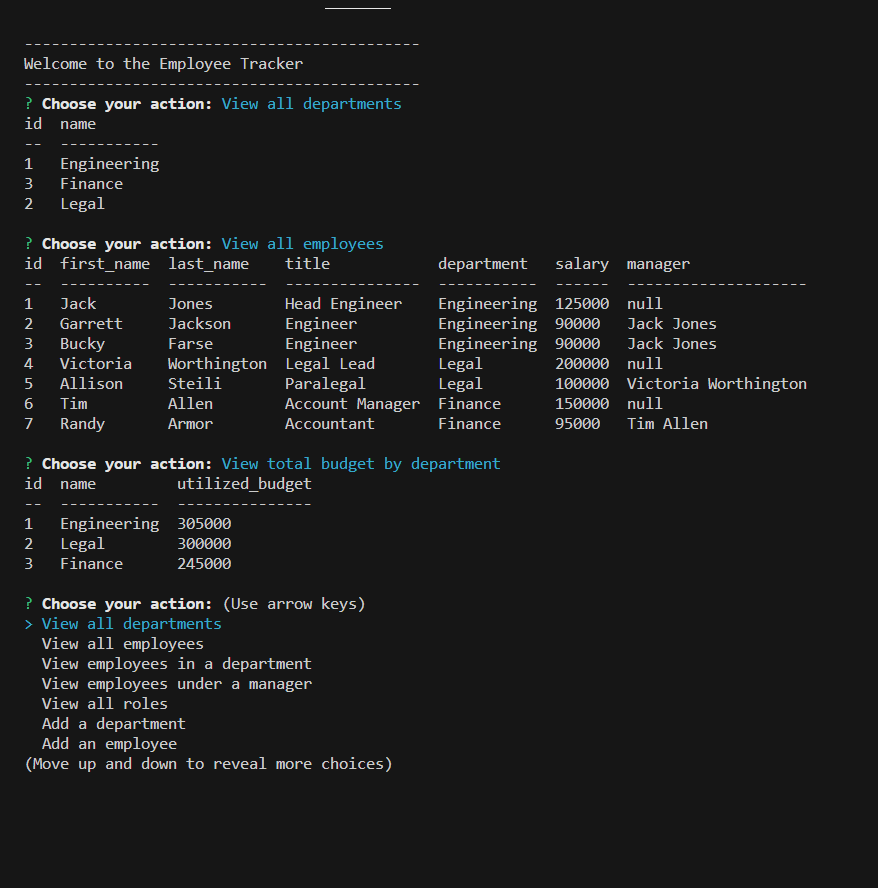 --------------------------------------------
Welcome to the Employee Tracker
--------------------------------------------
? Choose your action: View all departments
id  name
--  -----------
1   Engineering
3   Finance
2   Legal

? Choose your action: View all employees
id  first_name  last_name    title            department   salary  manager
--  ----------  -----------  ---------------  -----------  ------  --------------------
1   Jack        Jones        Head Engineer    Engineering  125000  null
2   Garrett     Jackson      Engineer         Engineering  90000   Jack Jones
3   Bucky       Farse        Engineer         Engineering  90000   Jack Jones
4   Victoria    Worthington  Legal Lead       Legal        200000  null
5   Allison     Steili       Paralegal        Legal        100000  Victoria Worthington
6   Tim         Allen        Account Manager  Finance      150000  null
7   Randy       Armor        Accountant       Finance      95000   Tim Allen

? Choose your action: View total budget by department
id  name         utilized_budget
--  -----------  ---------------
1   Engineering  305000
2   Legal        300000
3   Finance      245000

? Choose your action: (Use arrow keys)
> View all departments
  View all employees
  View employees in a department
  View employees under a manager
  View all roles
  Add a department
  Add an employee
(Move up and down to reveal more choices)